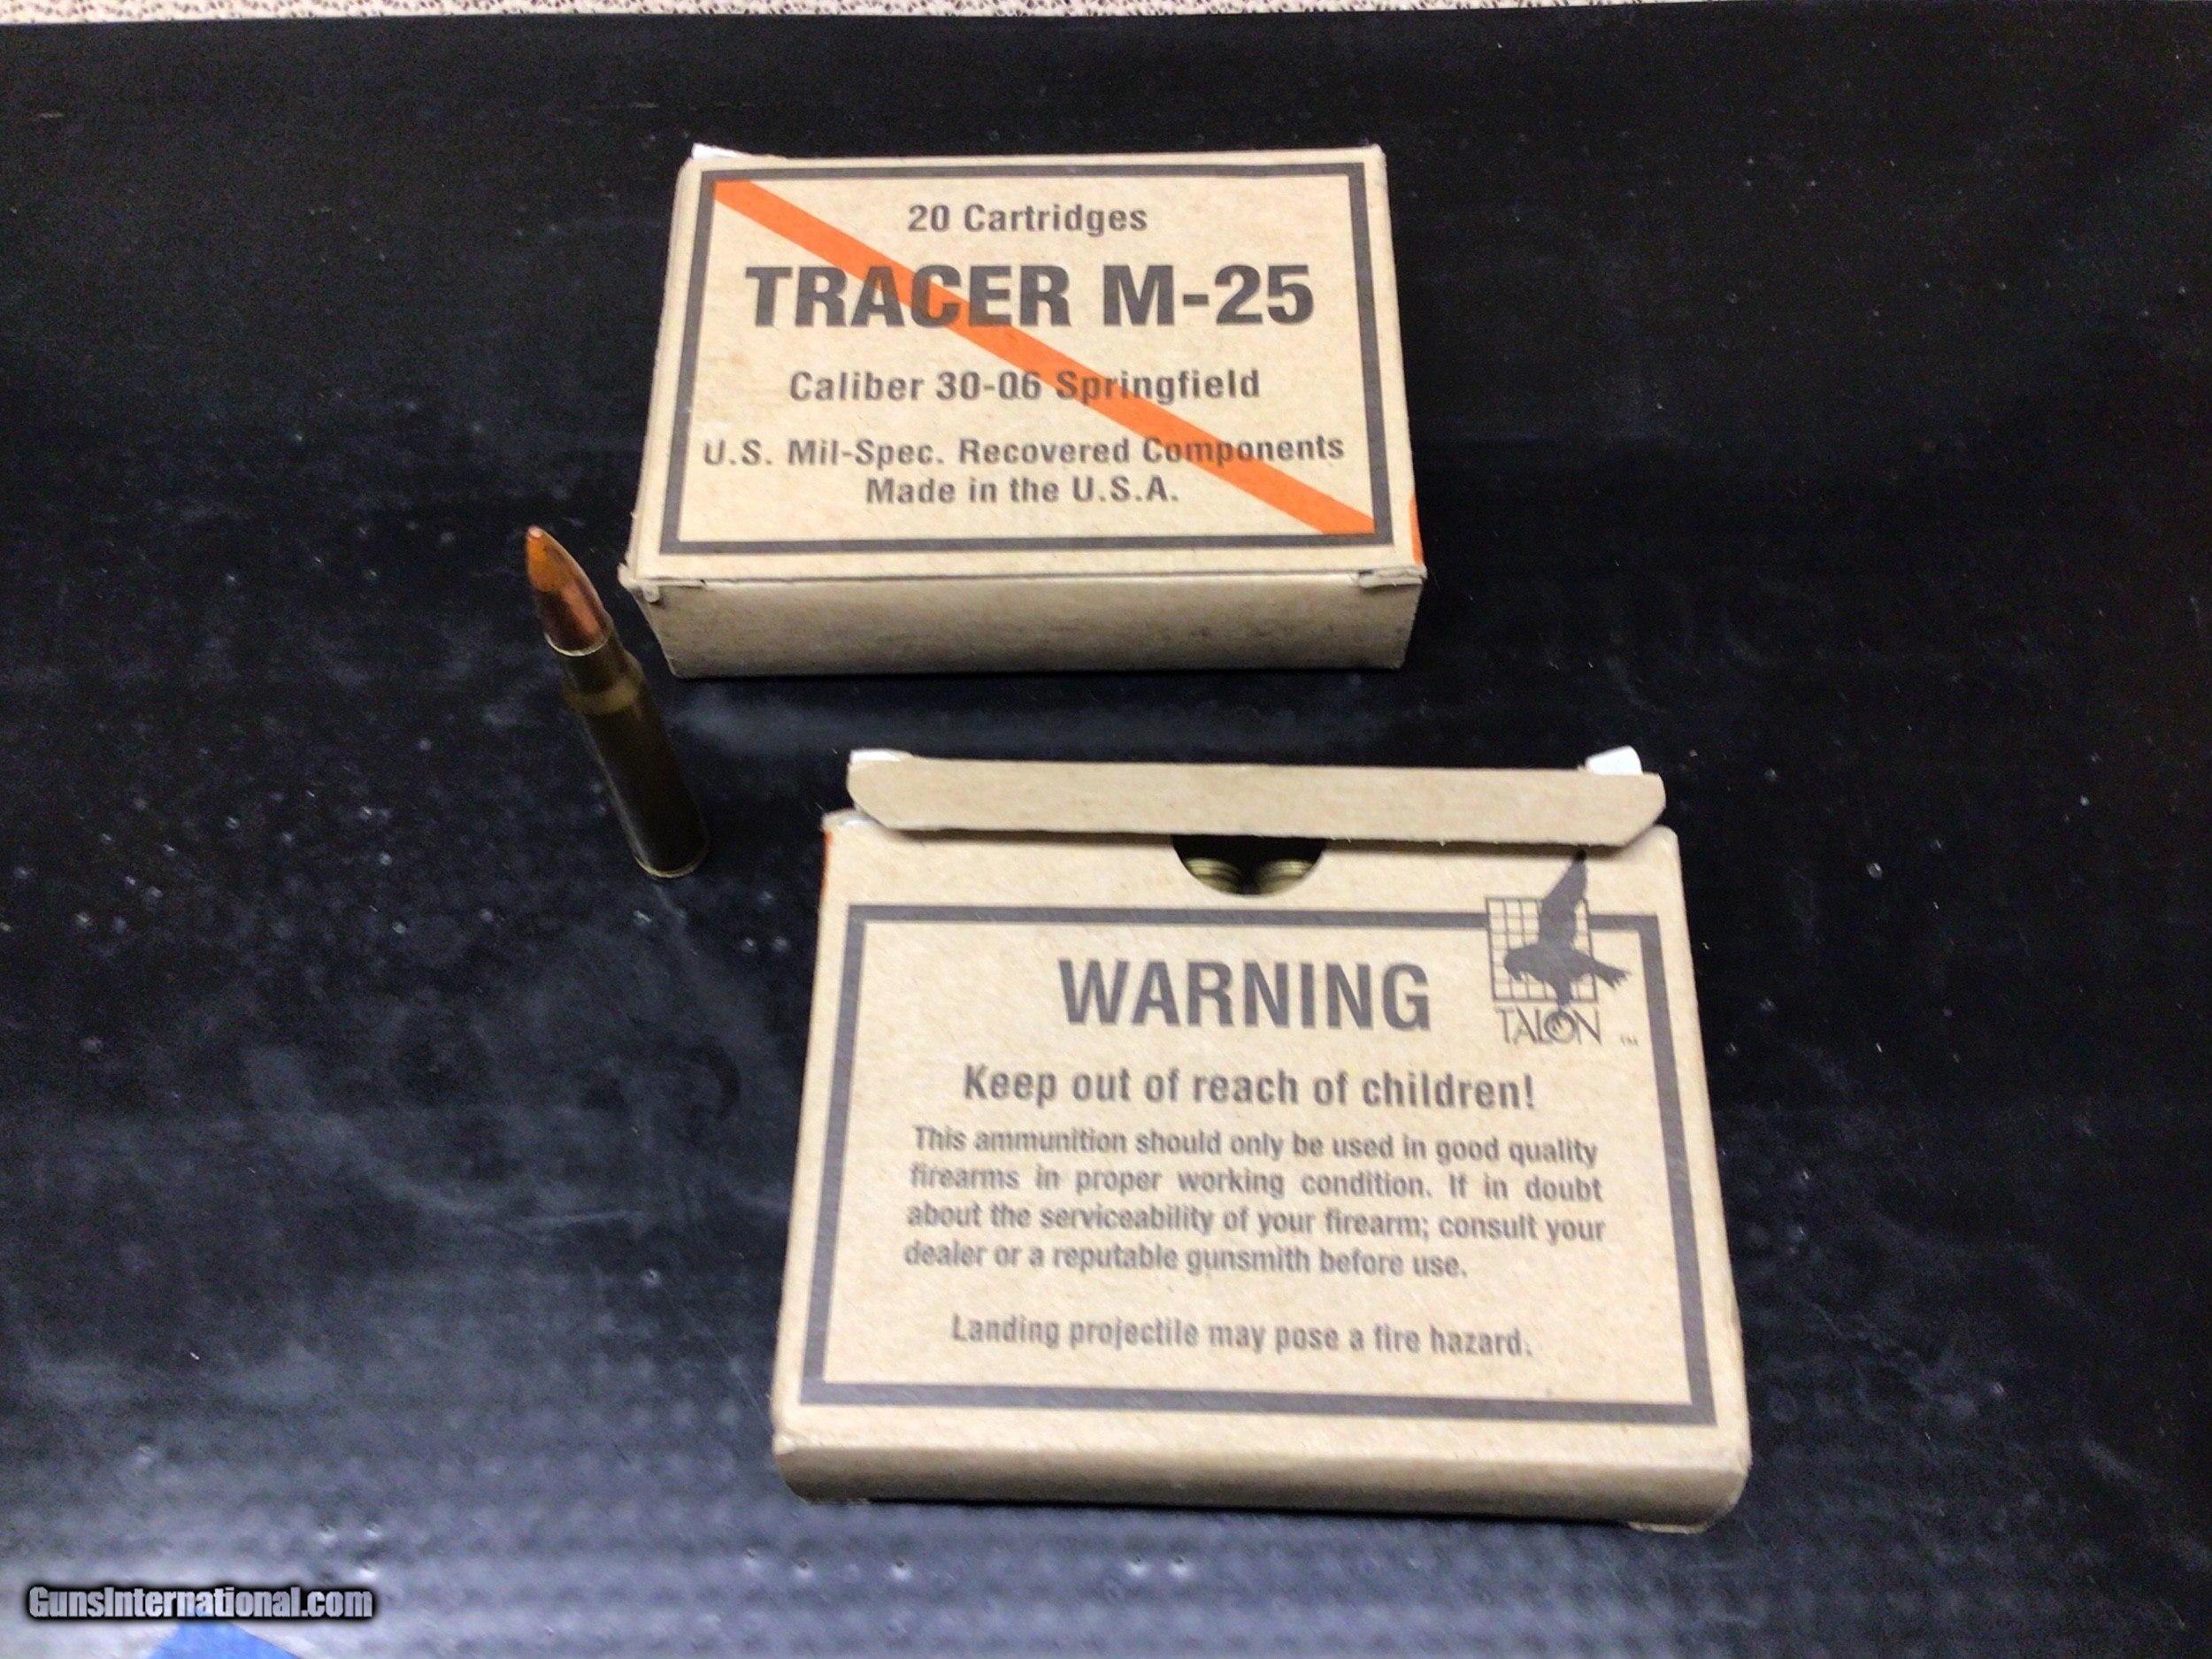 20 Cartridges
TRACER M-25
Caliber 30-06 Springfield
U.S. Mil-Spec. Recovered Components
Made in the U.S.A.
WARNING
TALON ™
Keep out of reach of children!
This ammunition should only be used in good quality
firearms in proper working condition. If in doubt
about the serviceability of your firearm; consult your
dealer or a reputable gunsmith before use.
Landing projectile may pose a fire hazard.
GunsInternational.com